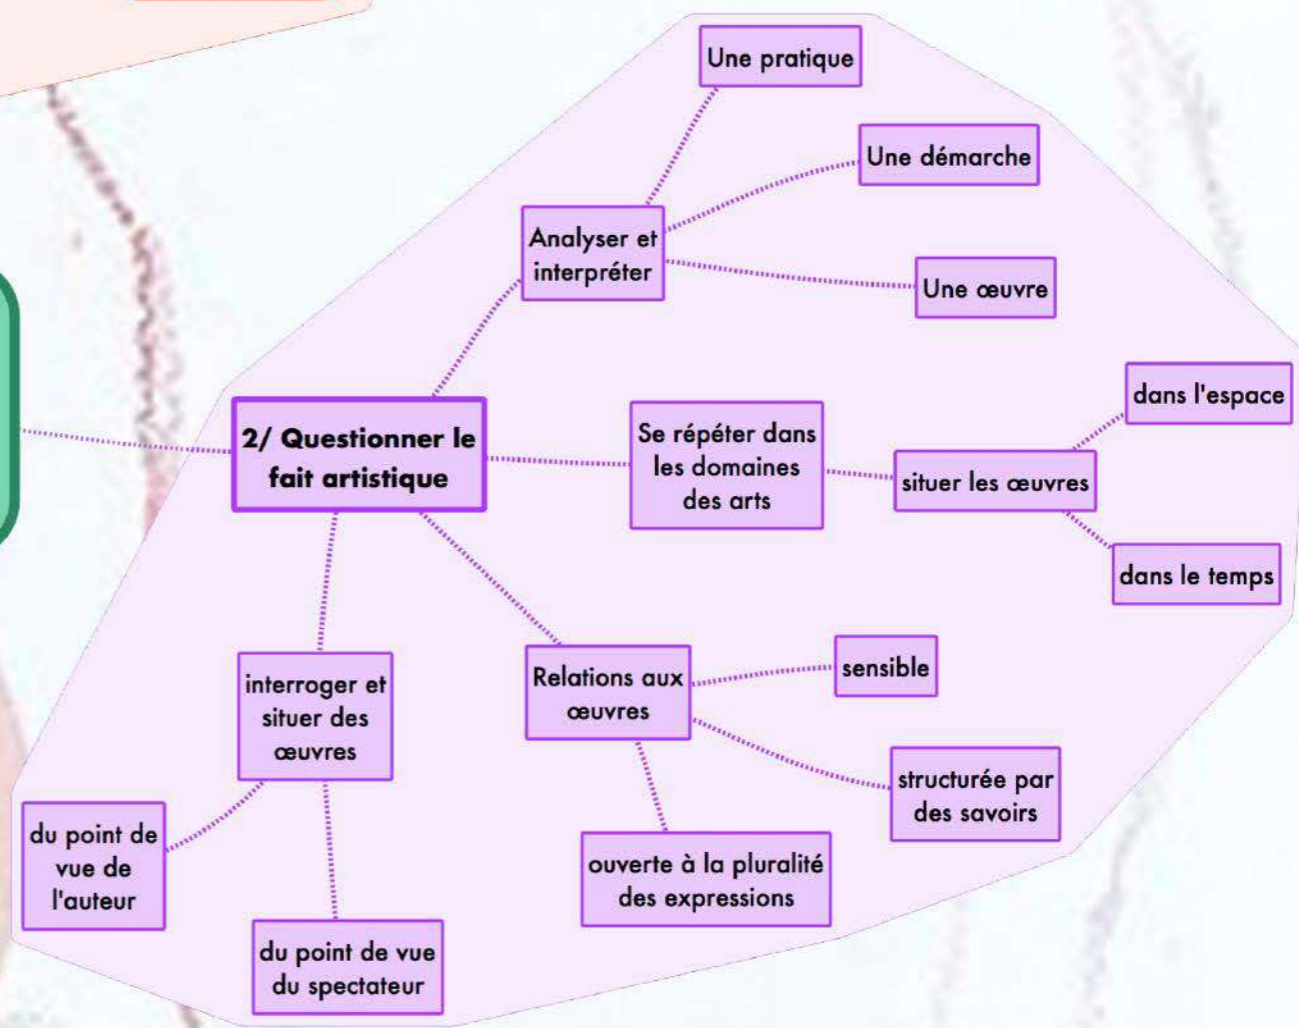 Une pratique
Une démarche
Analyser et
interpréter
Une œuvre
dans l'espace
2/ Questionner le
fait artistique
Se répéter dans
les domaines
des arts
situer les œuvres
dans le temps
interroger et
situer des
œuvres
Relations aux
œuvres
sensible
structurée par
des savoirs
du point de
vue de
l'auteur
ouverte à la pluralité
des expressions
du point de vue
du spectateur